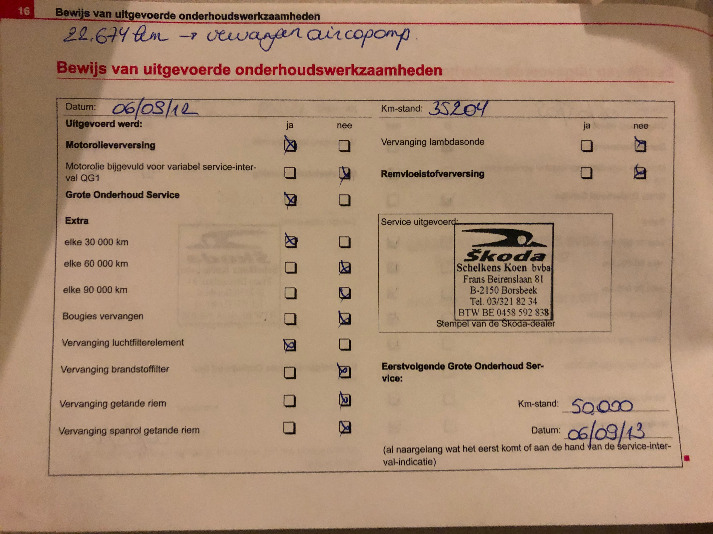 16 Bewijs van uitgevoerde onderhoudswerkzaamheden
22.674 km → vervangen aircopomp.
Bewijs van uitgevoerde onderhoudswerkzaamheden
Datum: 06/09/12 Km-stand: 35204
Uitgevoerd werd: ja nee ja nee
Motorolieverversing
Vervanging lambdasonde
Motorolie bijgevuld voor variabel service-inter-
val QG1
Remvloeistofverversing
Grote Onderhoud Service
Extra
Service uitgevoerd:
elke 30 000 km
elke 60 000 km
elke 90 000 km
Bougies vervangen
Škoda
Schelkens Koen bvba
Frans Beirenslaan 81
B-2150 Borsbeek
Tel. 03/321 82 34
BTW BE 0458 592 838
Stempel van de Skoda-dealer
Vervanging luchtfilterelement
Vervanging brandstoffilter
Vervanging getande riem
Vervanging spanrol getande riem
Eerstvolgende Grote Onderhoud Ser-
vice:
Km-stand: 50.000
Datum: 06/09/13
(al naargelang wat het eerst komt of aan de hand van de service-inter-
val-indicatie)